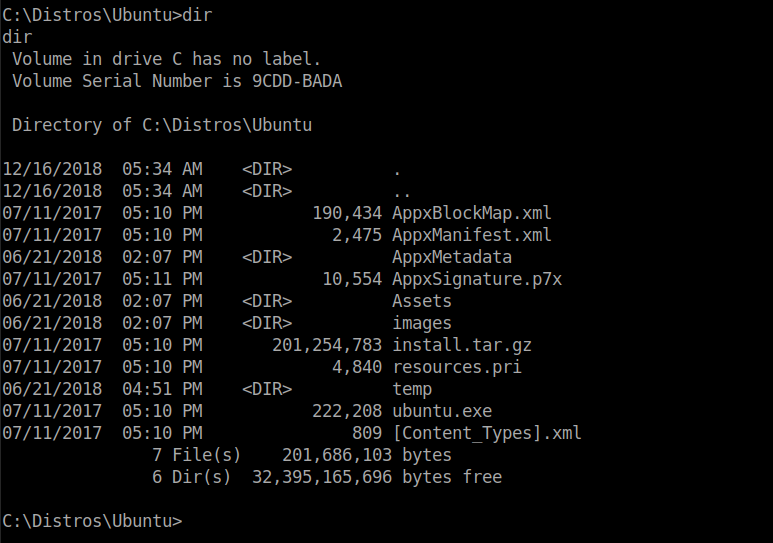 C:\Distros\Ubuntu>dir
dir
 Volume in drive C has no label.
 Volume Serial Number is 9CDD-BADA

 Directory of C:\Distros\Ubuntu

12/16/2018  05:34 AM    <DIR>          .
12/16/2018  05:34 AM    <DIR>          ..
07/11/2017  05:10 PM           190,434 AppxBlockMap.xml
07/11/2017  05:10 PM             2,475 AppxManifest.xml
06/21/2018  02:07 PM    <DIR>          AppxMetadata
07/11/2017  05:11 PM            10,554 AppxSignature.p7x
06/21/2018  02:07 PM    <DIR>          Assets
06/21/2018  02:07 PM    <DIR>          images
07/11/2017  05:10 PM       201,254,783 install.tar.gz
07/11/2017  05:10 PM             4,840 resources.pri
06/21/2018  04:51 PM    <DIR>          temp
07/11/2017  05:10 PM           222,208 ubuntu.exe
07/11/2017  05:10 PM               809 [Content_Types].xml
               7 File(s)    201,686,103 bytes
               6 Dir(s)  32,395,165,696 bytes free

C:\Distros\Ubuntu>